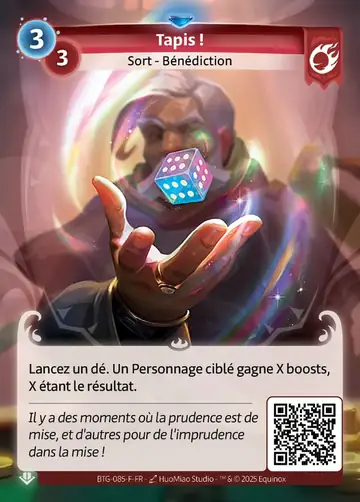 3
Tapis !
3
Sort - Bénédiction
Lancez un dé. Un Personnage ciblé gagne X boosts,
X étant le résultat.
Il y a des moments où la prudence est de
mise, et d'autres pour de l'imprudence
dans la mise !
BTG-085-F-FR - HuoMiao Studio - ™ & © 2025 Equinox